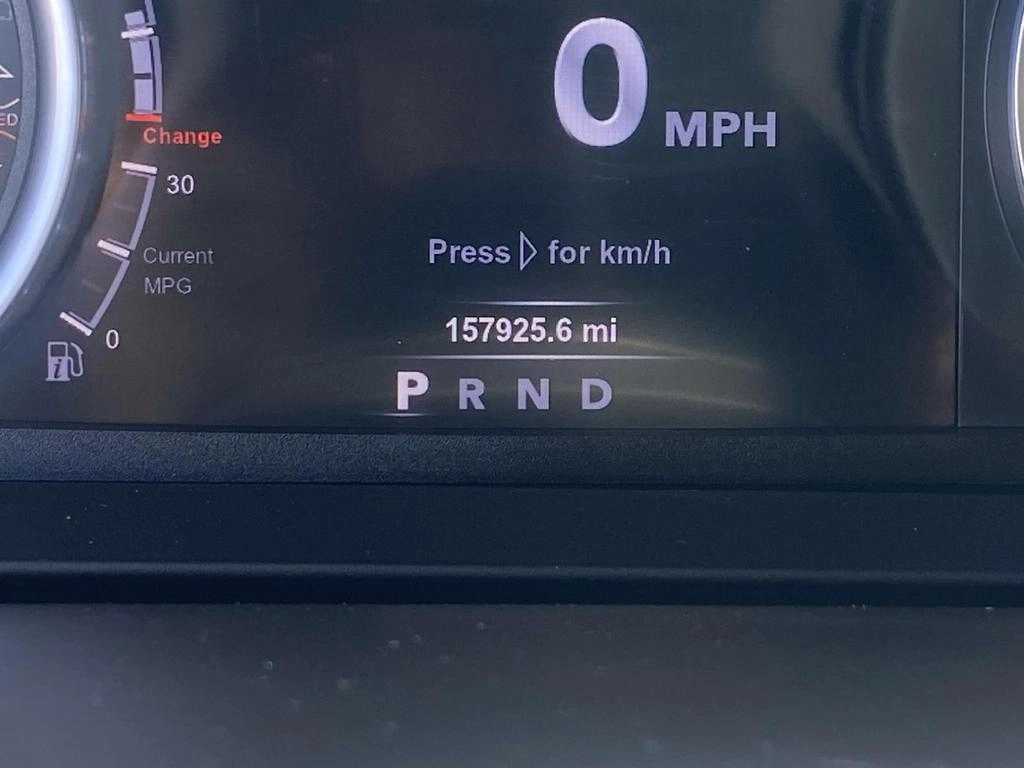 0 MPH
Change
30
Current
MPG
0
Press ▷ for km/h
157925.6 mi
P R N D